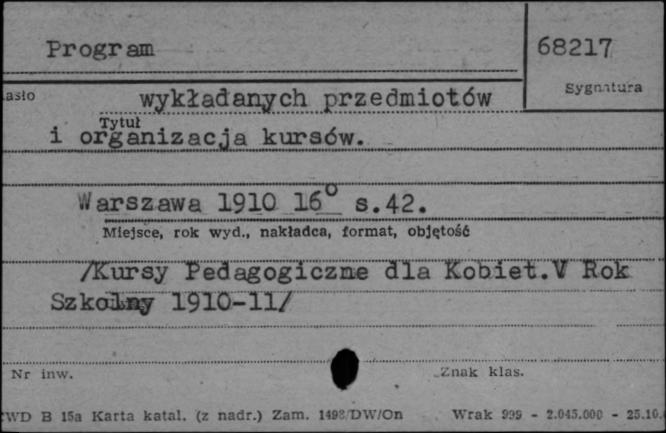 Program
68217
Sygnatura
asło
wykładanych przedmiotów
Tytuł
i organizacja kursów.
Warszawa 1910 16° s.42.
Miejsce, rok wyd., nakładca, format, objętość
/Kursy Pedagogiczne dla Kobiet.V Rok
Szkolny 1910-11/
Nr inw.
Znak klas.
WD B 15a Karta katal. (z nadr.) Zam. 1498/DW/On Wrak 999 - 2.045.000 - 25.10.